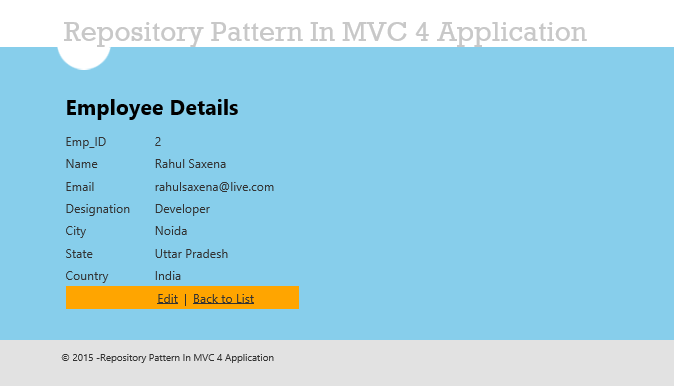 Repository Pattern In MVC 4 Application
Employee Details
Emp_ID 2
Name Rahul Saxena
Email rahulsaxena@live.com
Designation Developer
City Noida
State Uttar Pradesh
Country India
Edit | Back to List
© 2015 -Repository Pattern In MVC 4 Application